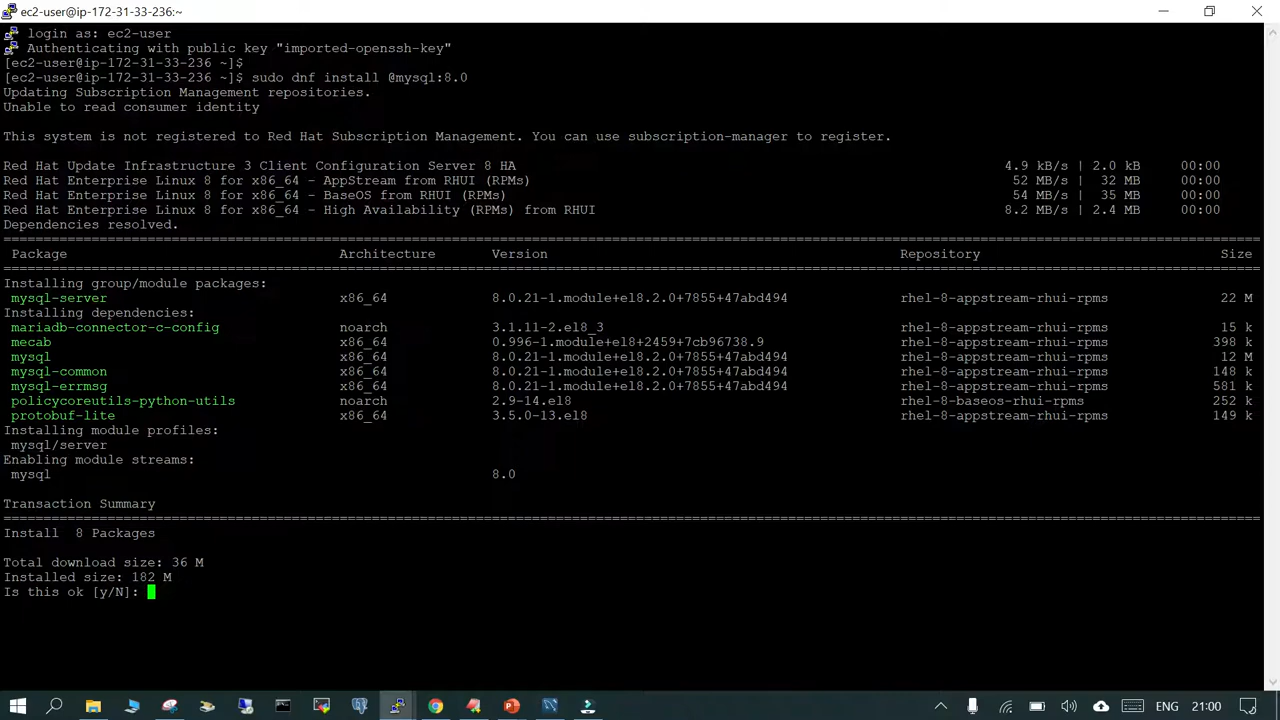 ec2-user@ip-172-31-33-236:~
login as: ec2-user
Authenticating with public key "imported-openssh-key"
[ec2-user@ip-172-31-33-236 ~]$
[ec2-user@ip-172-31-33-236 ~]$ sudo dnf install @mysql:8.0
Updating Subscription Management repositories.
Unable to read consumer identity
This system is not registered to Red Hat Subscription Management. You can use subscription-manager to register.
Red Hat Update Infrastructure 3 Client Configuration Server 8 HA 4.9 kB/s | 2.0 kB 00:00
Red Hat Enterprise Linux 8 for x86_64 - AppStream from RHUI (RPMs) 52 MB/s | 32 MB 00:00
Red Hat Enterprise Linux 8 for x86_64 - BaseOS from RHUI (RPMs) 54 MB/s | 35 MB 00:00
Red Hat Enterprise Linux 8 for x86_64 - High Availability (RPMs) from RHUI 8.2 MB/s | 2.4 MB 00:00
Dependencies resolved.
Package Architecture Version Repository Size
Installing group/module packages:
mysql-server x86_64 8.0.21-1.module+el8.2.0+7855+47abd494 rhel-8-appstream-rhui-rpms 22 M
Installing dependencies:
mariadb-connector-c-config noarch 3.1.11-2.el8_3 rhel-8-appstream-rhui-rpms 15 k
mecab x86_64 0.996-1.module+el8+2459+7cb96738.9 rhel-8-appstream-rhui-rpms 398 k
mysql x86_64 8.0.21-1.module+el8.2.0+7855+47abd494 rhel-8-appstream-rhui-rpms 12 M
mysql-common x86_64 8.0.21-1.module+el8.2.0+7855+47abd494 rhel-8-appstream-rhui-rpms 148 k
mysql-errmsg x86_64 8.0.21-1.module+el8.2.0+7855+47abd494 rhel-8-appstream-rhui-rpms 581 k
policycoreutils-python-utils noarch 2.9-14.el8 rhel-8-baseos-rhui-rpms 252 k
protobuf-lite x86_64 3.5.0-13.el8 rhel-8-appstream-rhui-rpms 149 k
Installing module profiles:
mysql/server
Enabling module streams:
mysql 8.0
Transaction Summary
Install 8 Packages
Total download size: 36 M
Installed size: 182 M
Is this ok [y/N]:
ENG 21:00